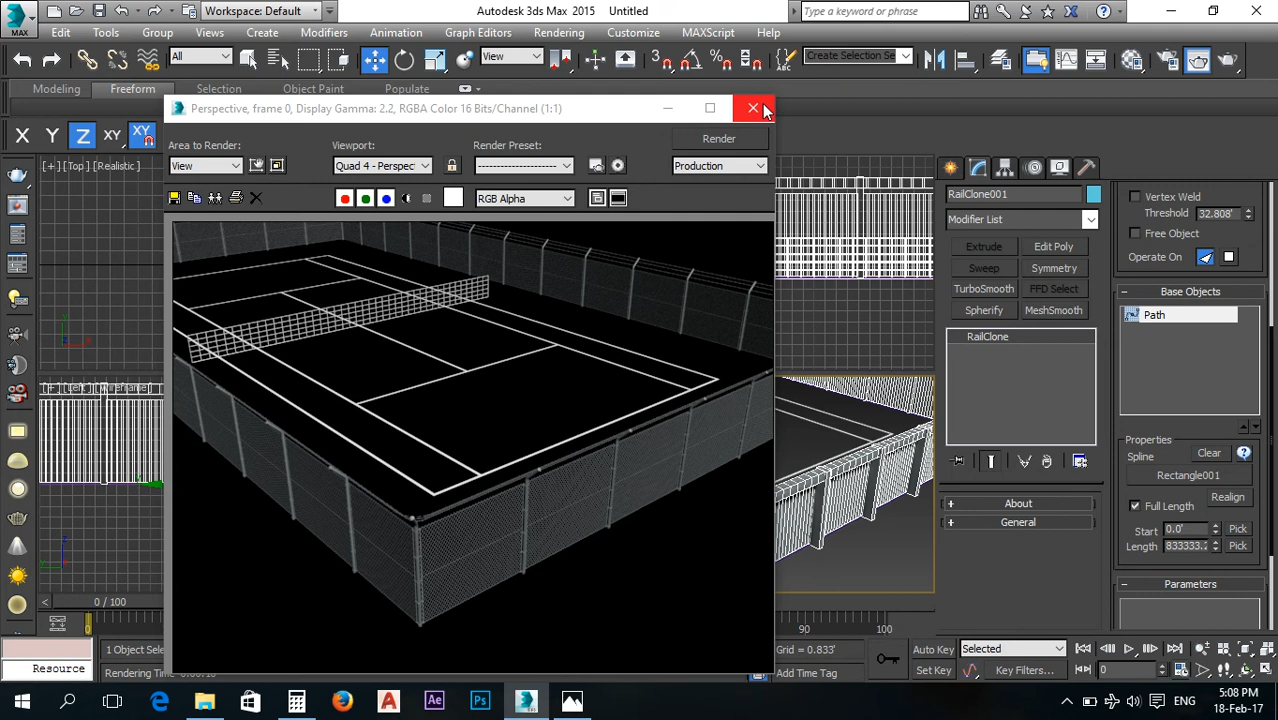 MAX
Workspace: Default
Autodesk 3ds Max 2015 Untitled
Type a keyword or phrase
Edit Tools Group Views Create Modifiers Animation Graph Editors Rendering Customize MAXScript Help
All
View
Create Selection Se
Modeling Freeform Selection Object Paint Populate
Perspective, frame 0, Display Gamma: 2.2, RGBA Color 16 Bits/Channel (1:1)
X Y Z XY XY
Area to Render: Viewport: Render Preset: Render
View Quad 4 - Perspect Production
RGB Alpha
[+] [Top] [Realistic]
RailClone001
Modifier List
Extrude Edit Poly
Sweep Symmetry
TurboSmooth FFD Select
Spherify MeshSmooth
RailClone
About
General
Vertex Weld
Threshold 32.808'
Free Object
Operate On
Base Objects
Path
Properties
Spline Clear
Rectangle001
Full Length Realign
Start 0.0' Pick
Length 833333.2 Pick
Parameters
0 / 100
90 100
1 Object Sele
Grid = 0.833'
Auto Key Selected
Resource
Add Time Tag
Set Key Key Filters...
0
ENG
5:08 PM
18-Feb-17